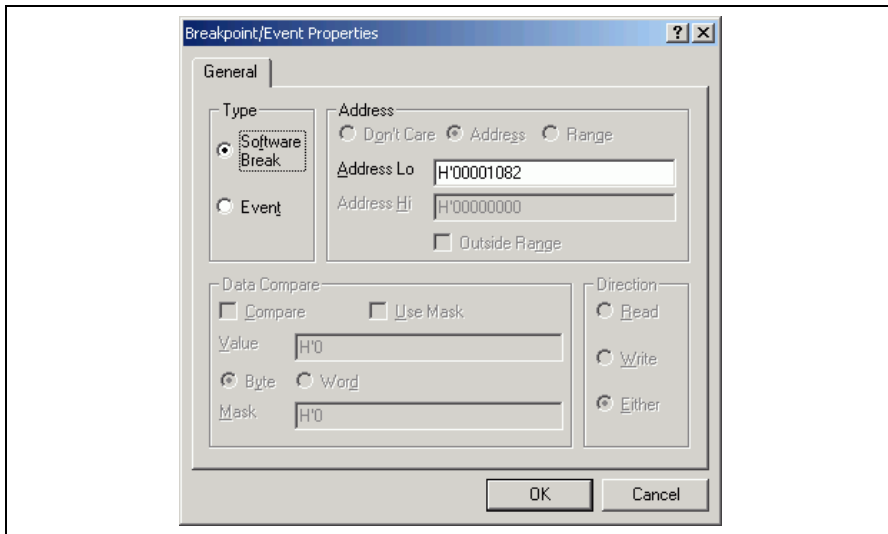 Breakpoint/Event Properties
General
Type
Software
Break
Event
Address
Don't Care Address Range
Address Lo H'00001082
Address Hi H'00000000
Outside Range
Data Compare
Compare Use Mask
Value H'0
Byte Word
Mask H'0
Direction
Read
Write
Either
OK Cancel